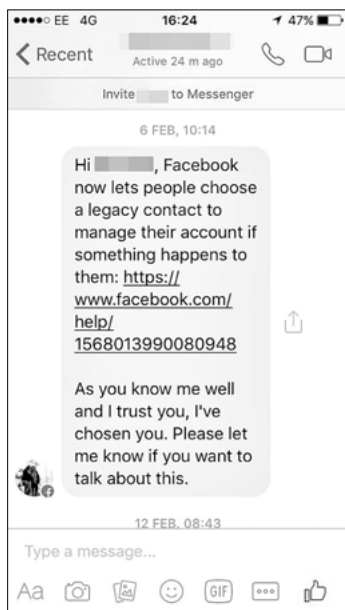 EE 4G 16:24 47%
Recent
Active 24 m ago
Invite to Messenger
6 FEB, 10:14
Hi , Facebook
now lets people choose
a legacy contact to
manage their account if
something happens to
them: https://
www.facebook.com/
help/
1568013990080948
As you know me well
and I trust you, I've
chosen you. Please let
me know if you want to
talk about this.
12 FEB, 08:43
Type a message...
Aa GIF